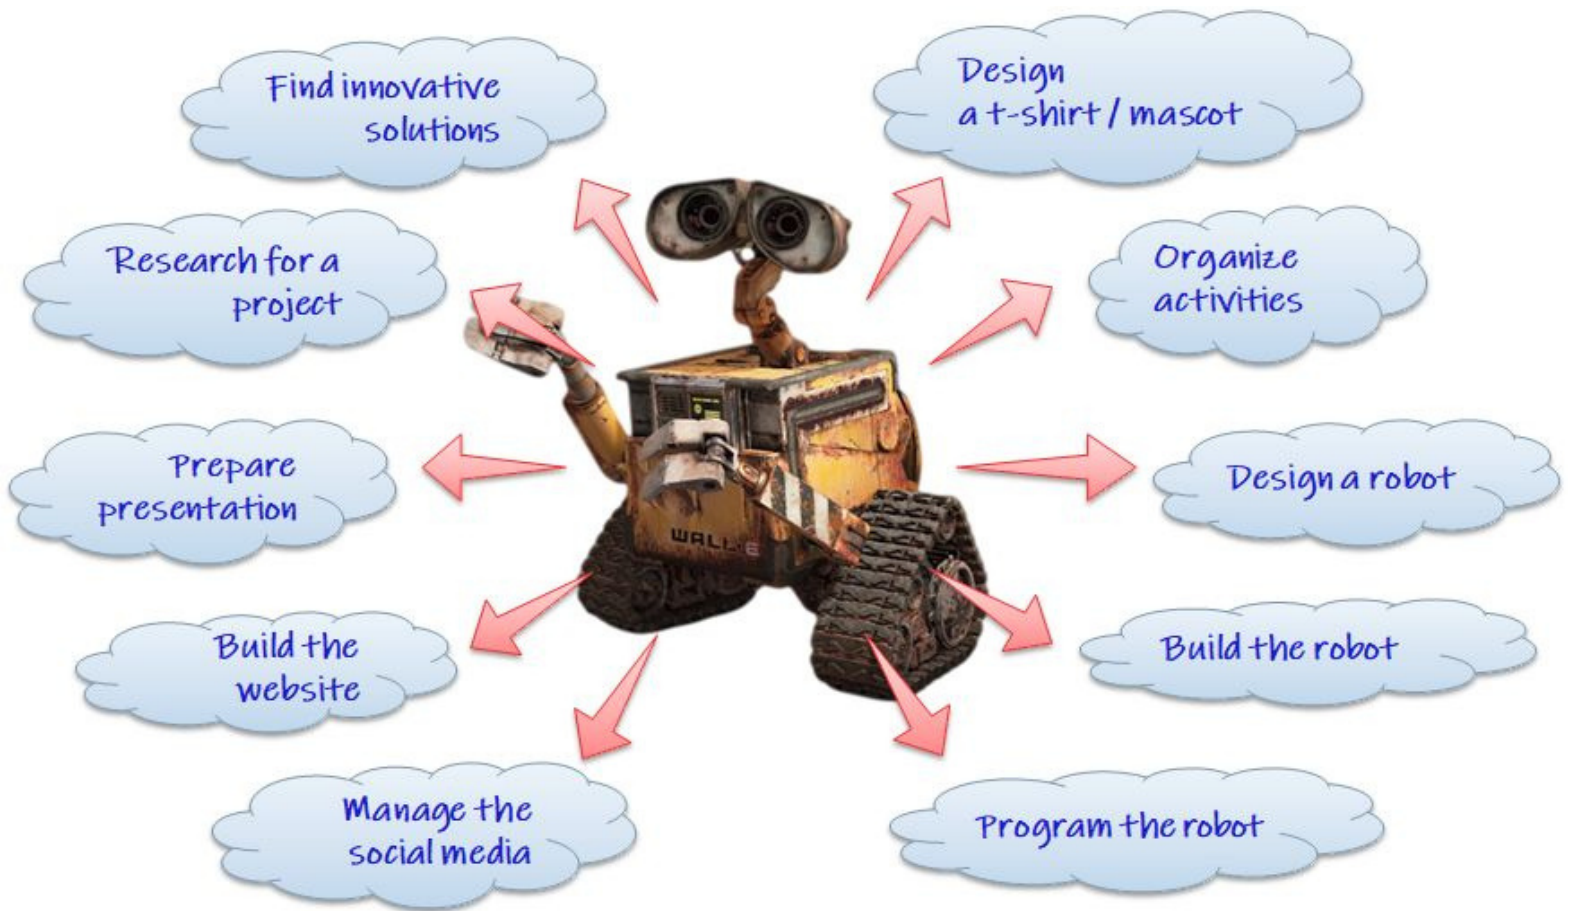 Find innovative
solutions
Design
a t-shirt / mascot
Research for a
project
Organize
activities
Prepare
presentation
Design a robot
WALL·E
Build the
website
Build the robot
Manage the
social media
Program the robot